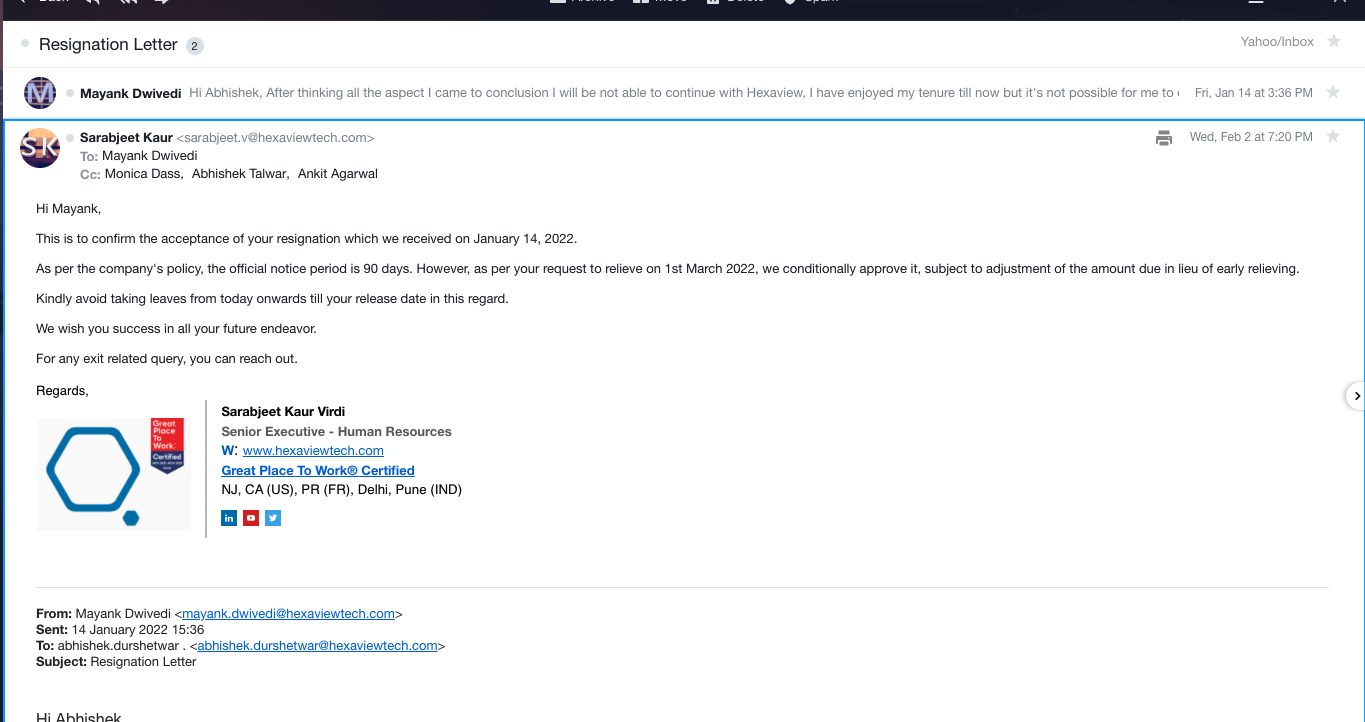 Back Archive Move Delete Spam
Resignation Letter 2 Yahoo/Inbox
Mayank Dwivedi Hi Abhishek, After thinking all the aspect I came to conclusion I will be not able to continue with Hexaview, I have enjoyed my tenure till now but it's not possible for me to Fri, Jan 14 at 3:36 PM
SK Sarabjeet Kaur <sarabjeet.v@hexaviewtech.com> Wed, Feb 2 at 7:20 PM
To: Mayank Dwivedi
Cc: Monica Dass, Abhishek Talwar, Ankit Agarwal
Hi Mayank,
This is to confirm the acceptance of your resignation which we received on January 14, 2022.
As per the company's policy, the official notice period is 90 days. However, as per your request to relieve on 1st March 2022, we conditionally approve it, subject to adjustment of the amount due in lieu of early relieving.
Kindly avoid taking leaves from today onwards till your release date in this regard.
We wish you success in all your future endeavor.
For any exit related query, you can reach out.
Regards,
Great
Place
To
Work.
Certified
Sarabjeet Kaur Virdi
Senior Executive - Human Resources
W: www.hexaviewtech.com
Great Place To Work® Certified
NJ, CA (US), PR (FR), Delhi, Pune (IND)
in
From: Mayank Dwivedi <mayank.dwivedi@hexaviewtech.com>
Sent: 14 January 2022 15:36
To: abhishek.durshetwar . <abhishek.durshetwar@hexaviewtech.com>
Subject: Resignation Letter
Hi Abhishek